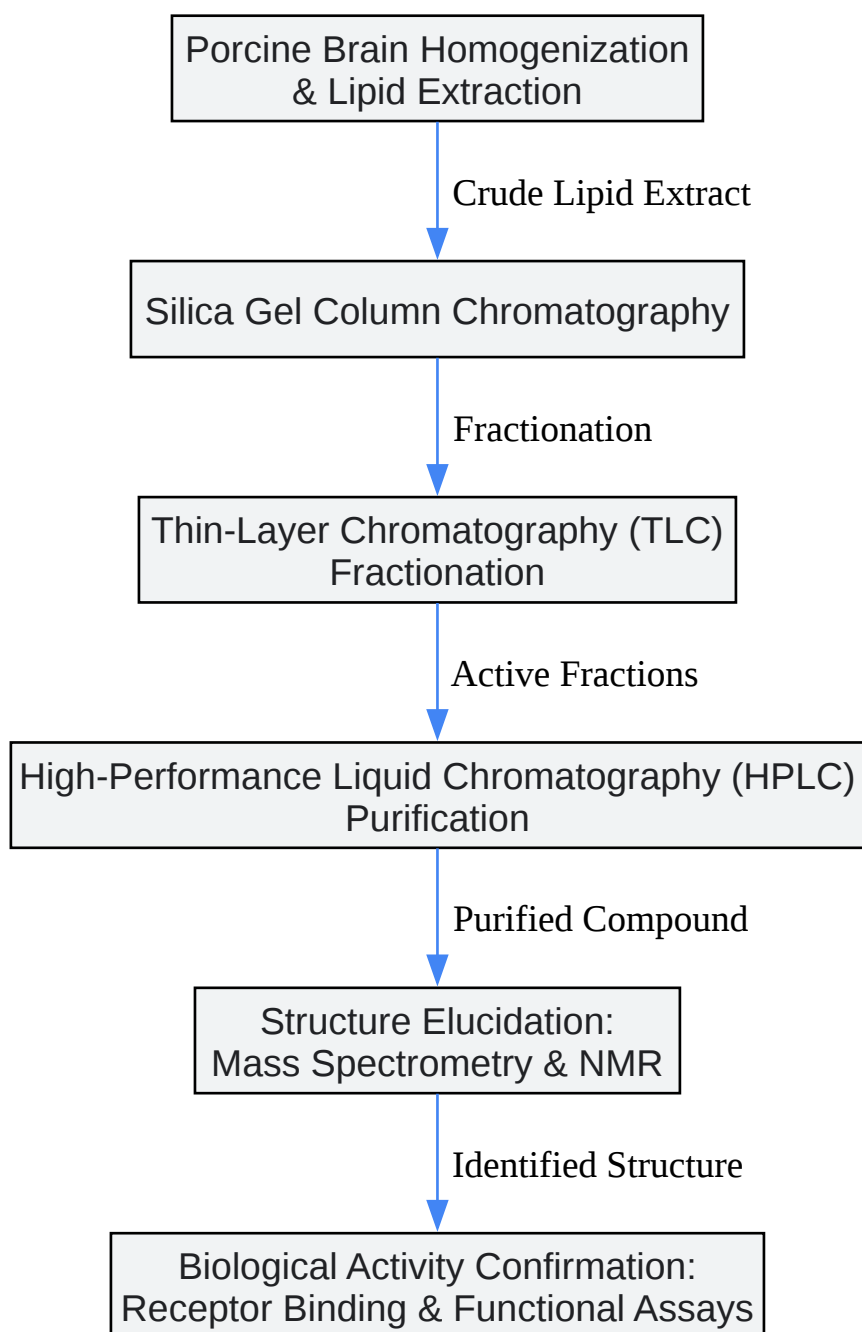 Porcine Brain Homogenization
& Lipid Extraction
Crude Lipid Extract
Silica Gel Column Chromatography
Fractionation
Thin-Layer Chromatography (TLC)
Fractionation
Active Fractions
High-Performance Liquid Chromatography (HPLC)
Purification
Purified Compound
Structure Elucidation:
Mass Spectrometry & NMR
Identified Structure
Biological Activity Confirmation:
Receptor Binding & Functional Assays